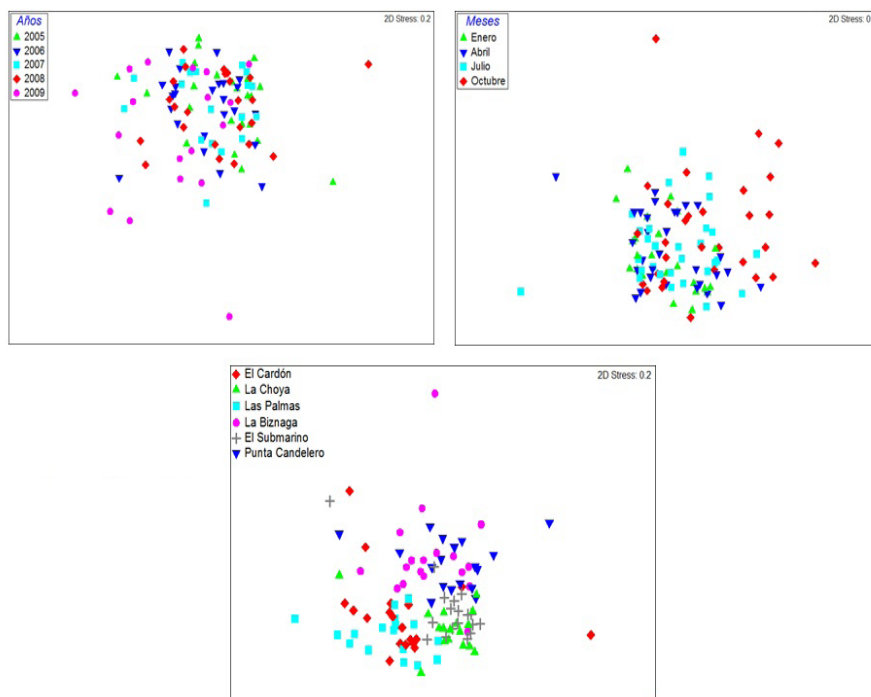 Años
2D Stress: 0.2
2005
2006
2007
2008
2009
Meses
2D Stress: 0.
Enero
Abril
Julio
Octubre
El Cardón
2D Stress: 0.2
La Choya
Las Palmas
La Biznaga
El Submarino
Punta Candelero